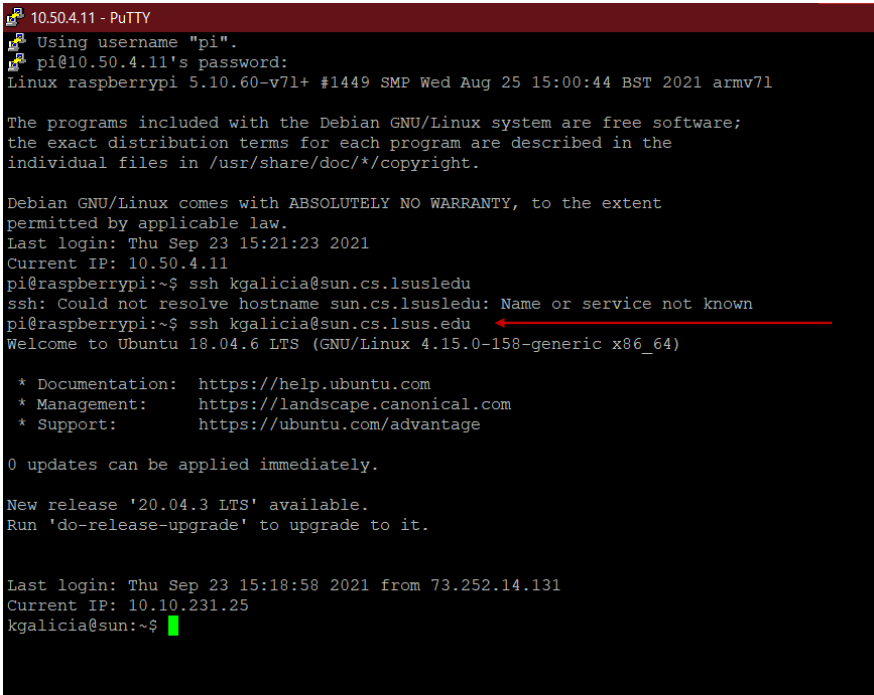 10.50.4.11 - PuTTY
Using username "pi".
pi@10.50.4.11's password:
Linux raspberrypi 5.10.60-v7l+ #1449 SMP Wed Aug 25 15:00:44 BST 2021 armv7l
The programs included with the Debian GNU/Linux system are free software;
the exact distribution terms for each program are described in the
individual files in /usr/share/doc/*/copyright.
Debian GNU/Linux comes with ABSOLUTELY NO WARRANTY, to the extent
permitted by applicable law.
Last login: Thu Sep 23 15:21:23 2021
Current IP: 10.50.4.11
pi@raspberrypi:~$ ssh kgalicia@sun.cs.lsusledu
ssh: Could not resolve hostname sun.cs.lsusledu: Name or service not known
pi@raspberrypi:~$ ssh kgalicia@sun.cs.lsus.edu
Welcome to Ubuntu 18.04.6 LTS (GNU/Linux 4.15.0-158-generic x86_64)
* Documentation: https://help.ubuntu.com
* Management: https://landscape.canonical.com
* Support: https://ubuntu.com/advantage
0 updates can be applied immediately.
New release '20.04.3 LTS' available.
Run 'do-release-upgrade' to upgrade to it.
Last login: Thu Sep 23 15:18:58 2021 from 73.252.14.131
Current IP: 10.10.231.25
kgalicia@sun:~$